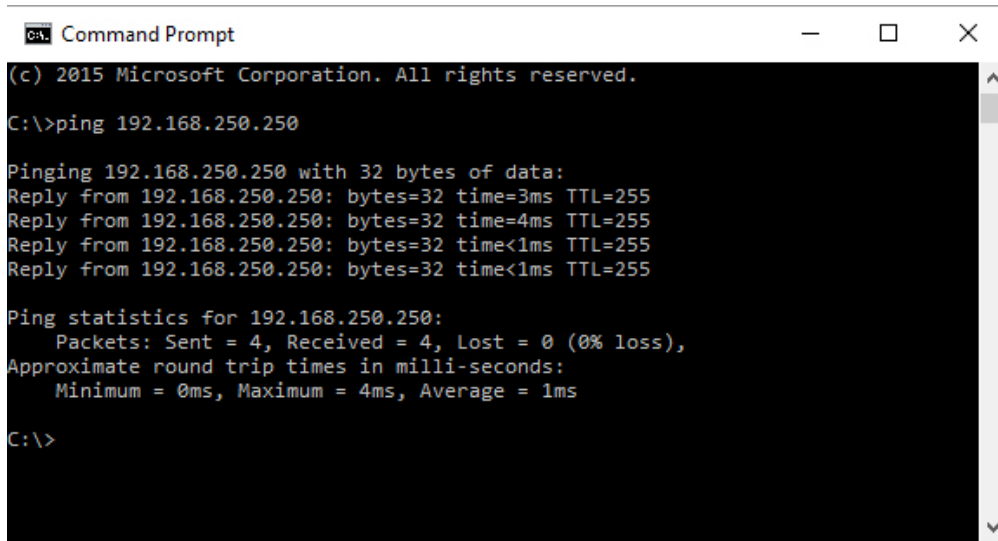 Command Prompt
(c) 2015 Microsoft Corporation. All rights reserved.
C:\>ping 192.168.250.250
Pinging 192.168.250.250 with 32 bytes of data:
Reply from 192.168.250.250: bytes=32 time=3ms TTL=255
Reply from 192.168.250.250: bytes=32 time=4ms TTL=255
Reply from 192.168.250.250: bytes=32 time<1ms TTL=255
Reply from 192.168.250.250: bytes=32 time<1ms TTL=255
Ping statistics for 192.168.250.250:
    Packets: Sent = 4, Received = 4, Lost = 0 (0% loss),
Approximate round trip times in milli-seconds:
    Minimum = 0ms, Maximum = 4ms, Average = 1ms
C:\>